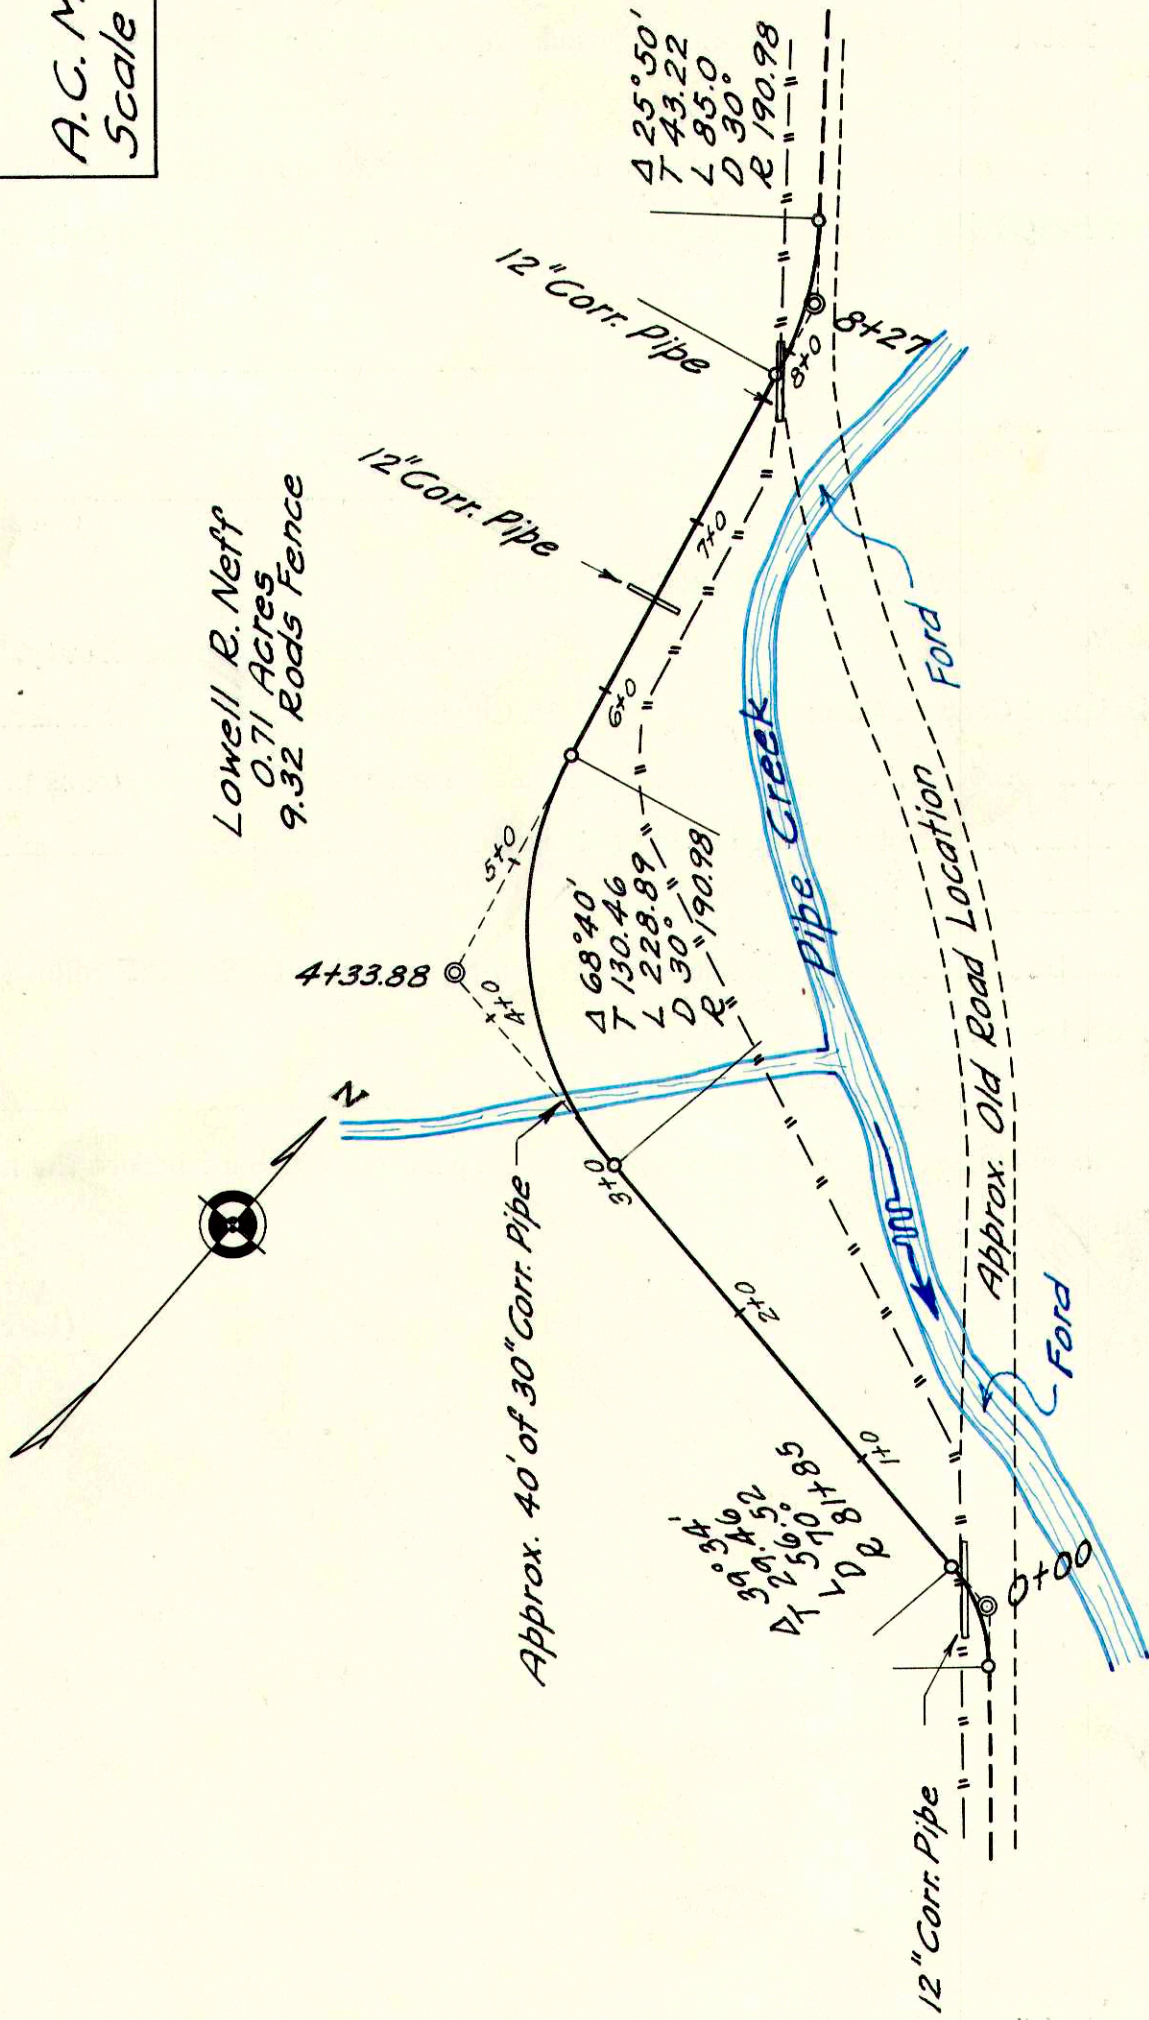 A.C. M
Scale
Lowell R. Neff
0.71 Acres
9.32 Rods Fence
N
4+33.88
12" Corr. Pipe
12" Corr. Pipe
Δ 25°50'
T 43.22
L 85.0
D 30°
R 190.98
Δ 68°40'
T 130.46
L 228.89
D 30°
R 190.98
Approx. 40' of 30" Corr. Pipe
Δ 39°34'
T 29.46
L 56.52
D 70°
R 81+85
12" Corr. Pipe
0+00
1+0
2+0
3+0
4+0
5+0
6+0
7+0
8+0
8+27
Pipe Creek
Approx. Old Road Location
Ford
Ford